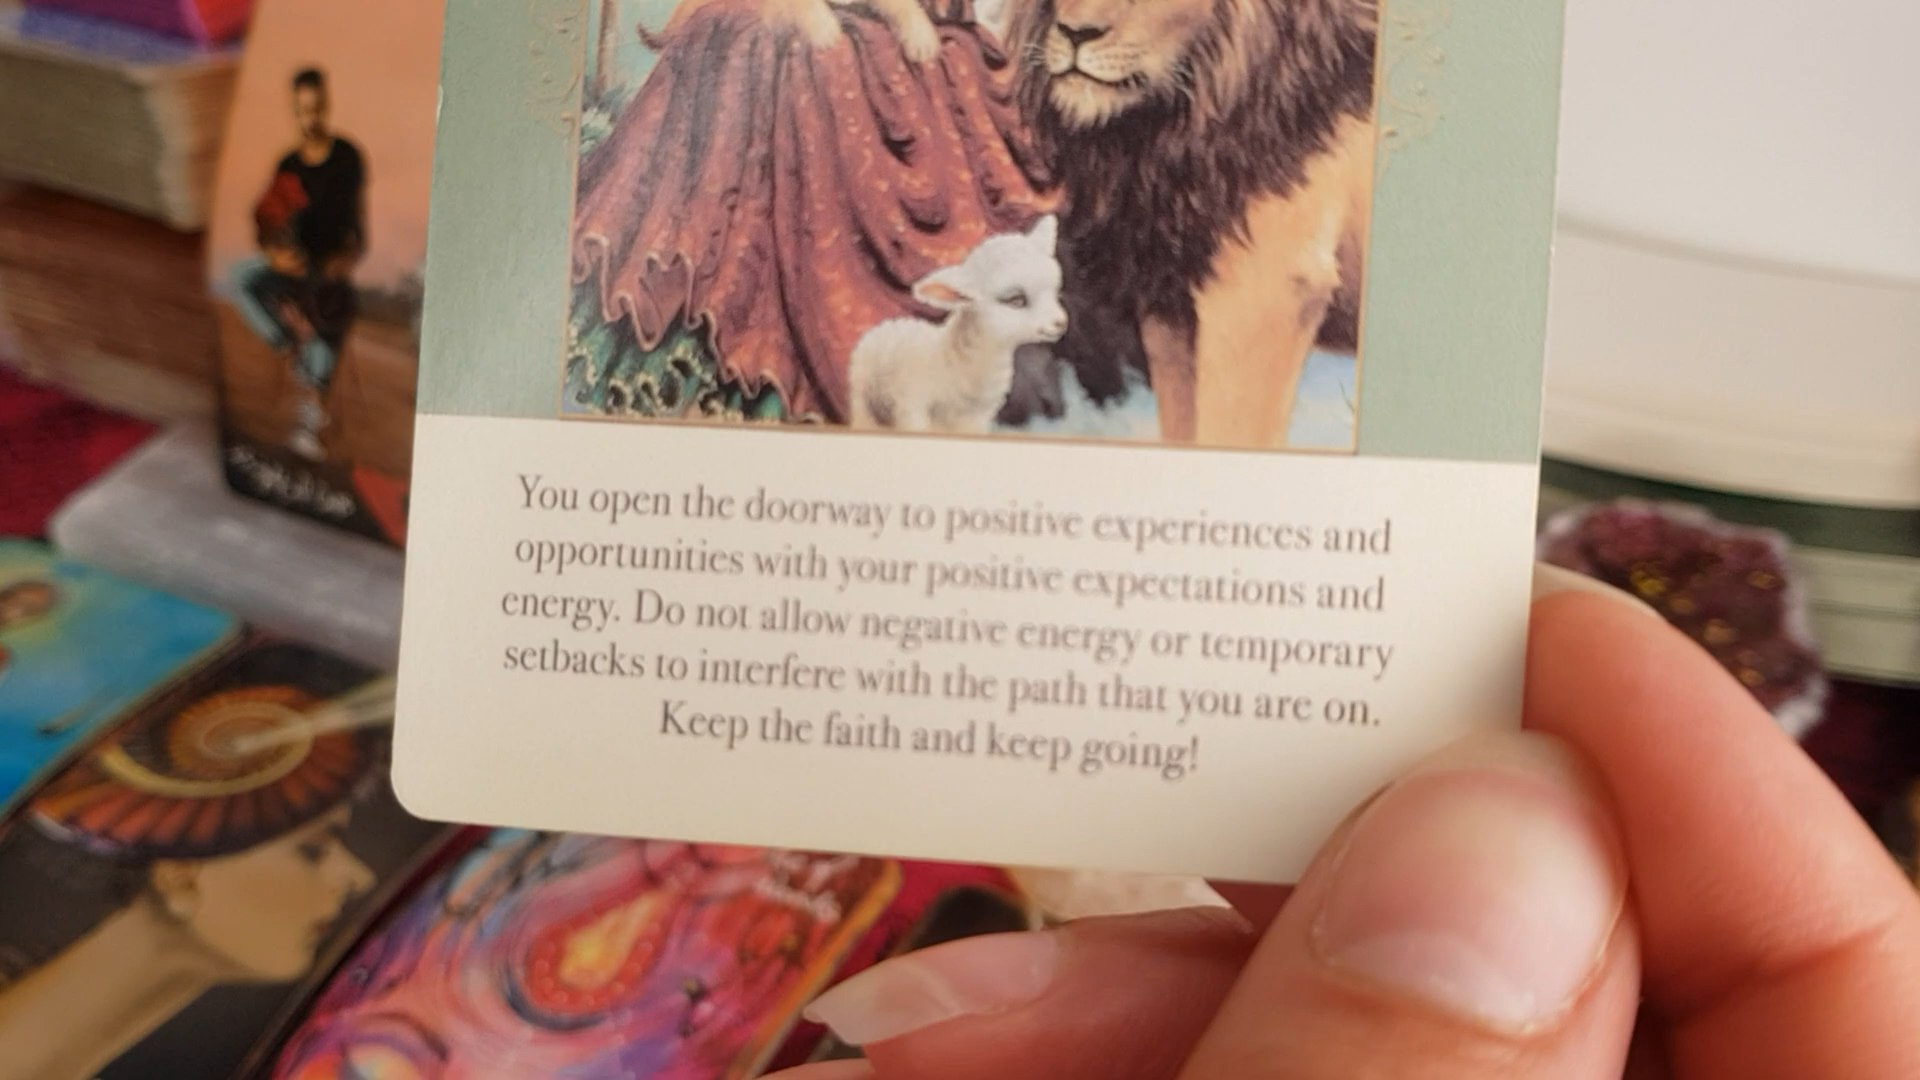 You open the doorway to positive experiences and
opportunities with your positive expectations and
energy. Do not allow negative energy or temporary
setbacks to interfere with the path that you are on.
Keep the faith and keep going!